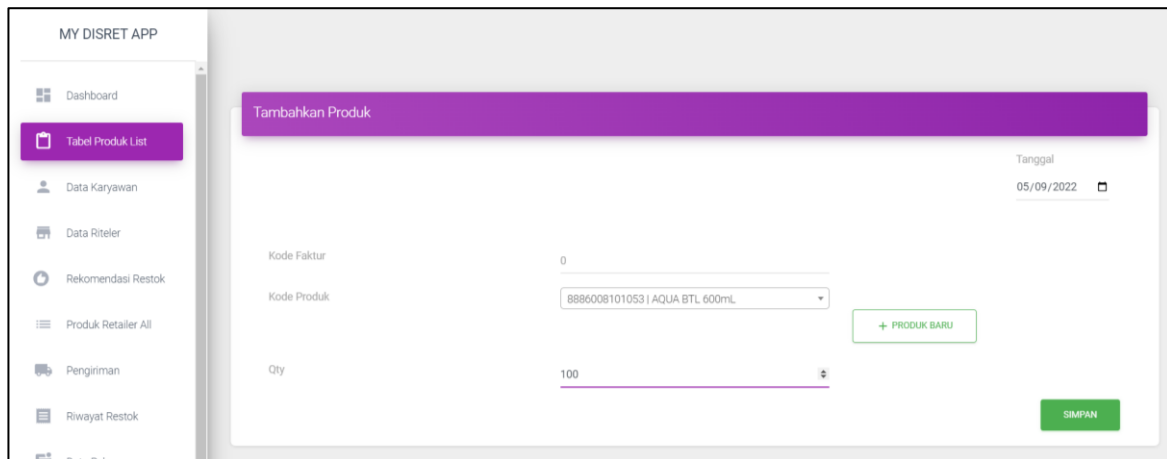 MY DISRET APP
Dashboard
Tabel Produk List
Data Karyawan
Data Riteler
Rekomendasi Restok
Produk Retailer All
Pengiriman
Riwayat Restok
Tambahkan Produk
Tanggal
05/09/2022
Kode Faktur
0
Kode Produk
8886008101053 | AQUA BTL 600mL
+ PRODUK BARU
Qty
100
SIMPAN